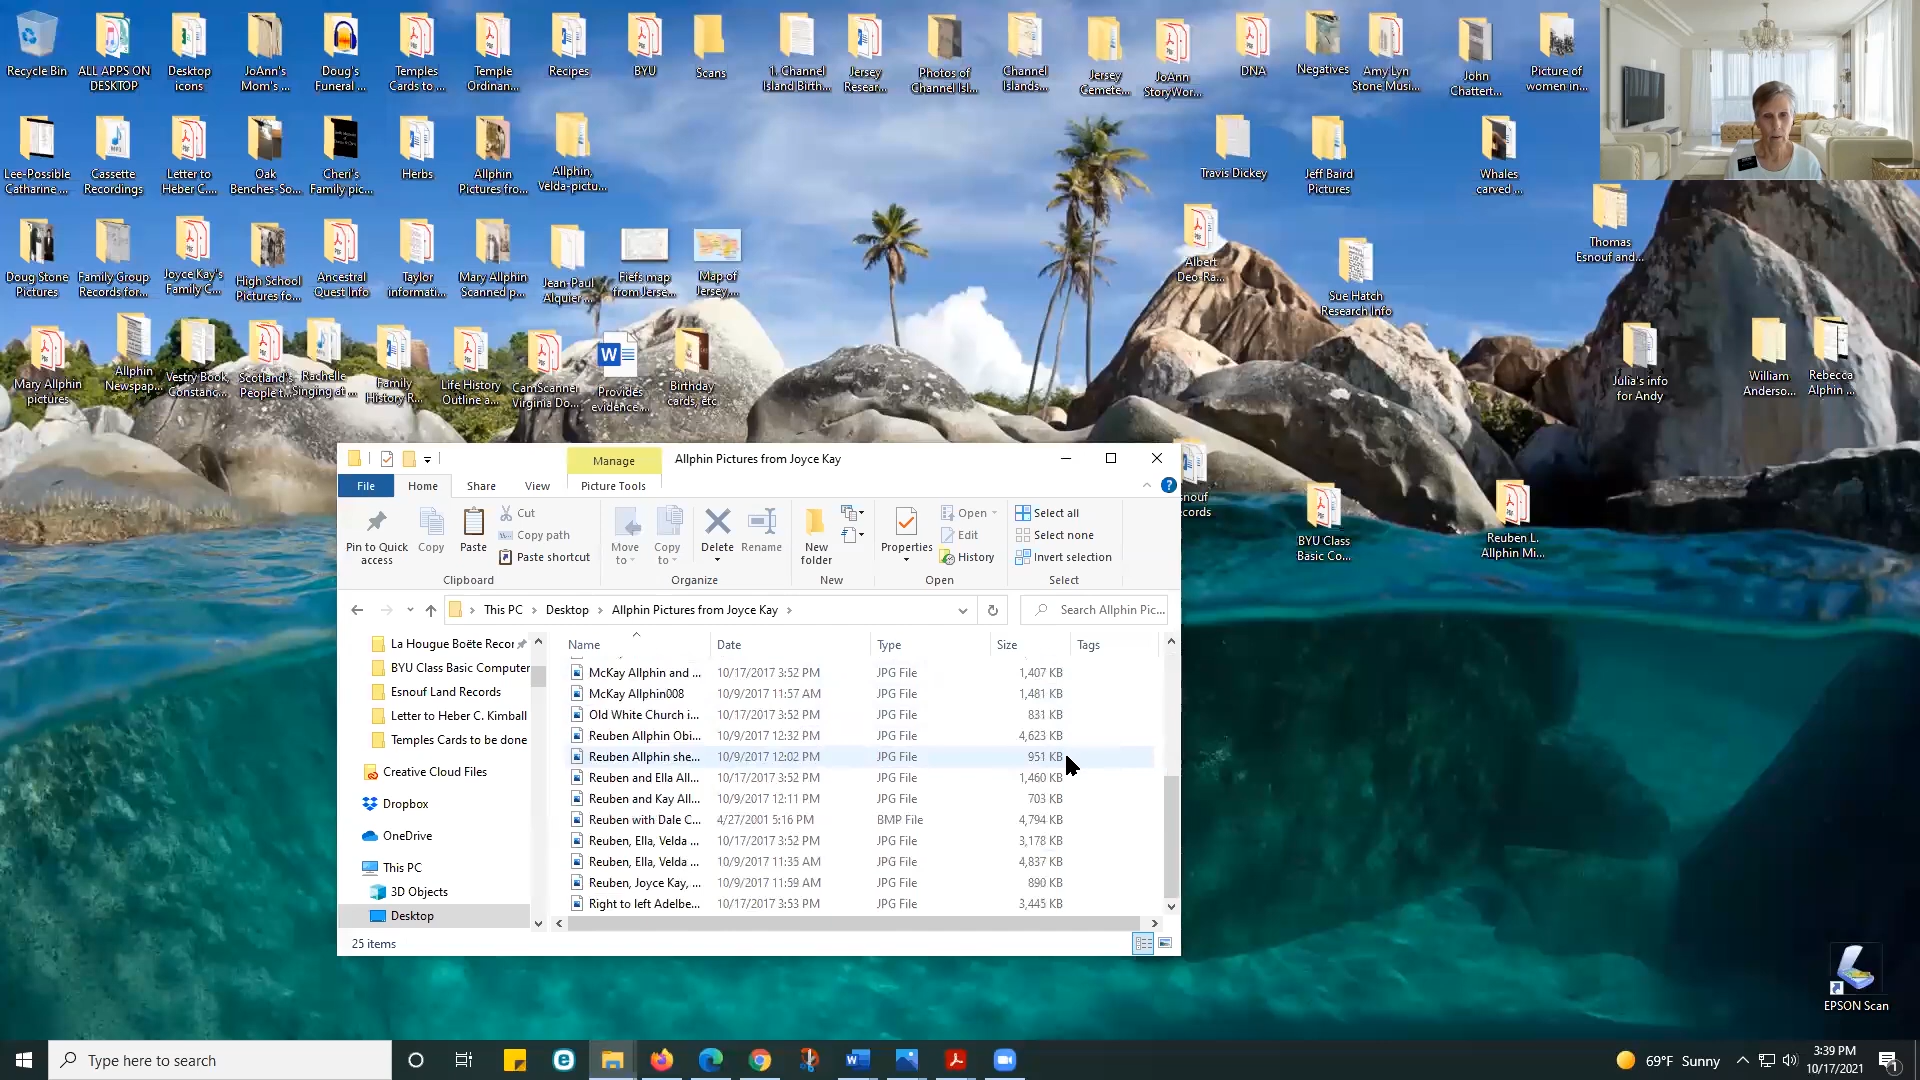 Recycle Bin
ALL APPS ON
DESKTOP
Desktop
icons
JoAnn's
Mom's ...
Doug's
Funeral ...
Temples
Cards to ...
Temple
Ordinan...
Recipes
BYU
Scans
1. Channel
Island Birth...
Jersey
Resear...
Photos of
Channel Isl...
Channel
Islands...
Jersey
Cemete...
JoAnn
StoryWor...
DNA
Negatives
Amy Lyn
Stone Musi...
John
Chattert...
Picture of
women in...
Lee-Possible
Catharine ...
Cassette
Recordings
Letter to
Heber C....
Oak
Benches-So...
Cheri's
Family pic...
Herbs
Allphin
Pictures fro...
Allphin,
Velda-pictu...
Travis Dickey
Jeff Baird
Pictures
Whales
carved ...
Doug Stone
Pictures
Family Group
Records for...
Joyce Kay's
Family C...
High School
Pictures fo...
Ancestral
Quest Info
Taylor
informati...
Mary Allphin
Scanned p...
Jean-Paul
Alquier ...
Fiefs map
from Jerse...
Map of
Jersey,...
Albert
Deo-Ra...
Sue Hatch
Research Info
Thomas
Esnouf and...
Mary Allphin
pictures
Allphin
Newspap...
Vestry Book,
Constanc...
Scotland's
People t...
Rachelle
Singing at ...
Family
History R...
Life History
Outline a...
CamScanner
Virginia Do...
Provides
evidence ...
Birthday
cards, etc
Julia's info
for Andy
William
Anderso...
Rebecca
Alphin ...
BYU Class
Basic Co...
Reuben L.
Allphin Mi...
Manage
Allphin Pictures from Joyce Kay
File
Home
Share
View
Picture Tools
Pin to Quick
access
Copy
Paste
Cut
Copy path
Paste shortcut
Clipboard
Move
to
Copy
to
Delete
Rename
Organize
New
folder
New
Properties
Open
Edit
History
Open
Select all
Select none
Invert selection
Select
This PC
Desktop
Allphin Pictures from Joyce Kay
Search Allphin Pic...
La Hougue Boëte Recor
BYU Class Basic Computer
Esnouf Land Records
Letter to Heber C. Kimball
Temples Cards to be done
Creative Cloud Files
Dropbox
OneDrive
This PC
3D Objects
Desktop
Name Date Type Size Tags
McKay Allphin and ... 10/17/2017 3:52 PM JPG File 1,407 KB
McKay Allphin008 10/9/2017 11:57 AM JPG File 1,481 KB
Old White Church i... 10/17/2017 3:52 PM JPG File 831 KB
Reuben Allphin Obi... 10/9/2017 12:32 PM JPG File 4,623 KB
Reuben Allphin she... 10/9/2017 12:02 PM JPG File 951 KB
Reuben and Ella All... 10/17/2017 3:52 PM JPG File 1,460 KB
Reuben and Kay All... 10/9/2017 12:11 PM JPG File 703 KB
Reuben with Dale C... 4/27/2001 5:16 PM BMP File 4,794 KB
Reuben, Ella, Velda ... 10/17/2017 3:52 PM JPG File 3,178 KB
Reuben, Ella, Velda ... 10/9/2017 11:35 AM JPG File 4,837 KB
Reuben, Joyce Kay, ... 10/9/2017 11:59 AM JPG File 890 KB
Right to left Adelbe... 10/17/2017 3:53 PM JPG File 3,445 KB
25 items
EPSON Scan
Type here to search
69°F Sunny
3:39 PM
10/17/2021